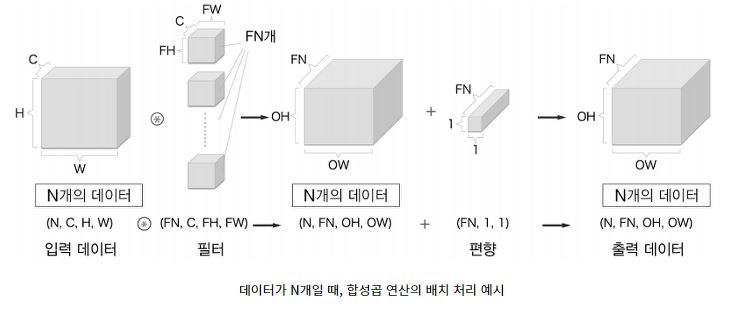 C
H
W
N개의 데이터
(N, C, H, W)
입력 데이터
⊛
C
FW
FH
FN개
⊛ (FN, C, FH, FW)
필터
FN
OH
OW
N개의 데이터
(N, FN, OH, OW)
+
FN
1
1
+
(FN, 1, 1)
편향
FN
OH
OW
N개의 데이터
(N, FN, OH, OW)
출력 데이터
데이터가 N개일 때, 합성곱 연산의 배치 처리 예시